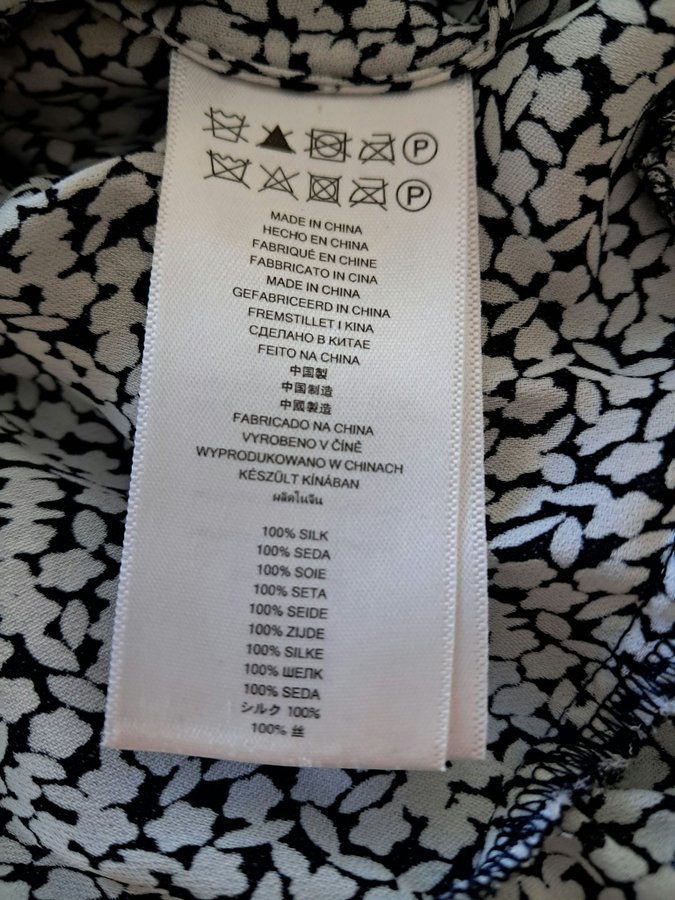 P
P
MADE IN CHINA
HECHO EN CHINA
FABRIQUÉ EN CHINE
FABBRICATO IN CINA
MADE IN CHINA
GEFABRICEERD IN CHINA
FREMSTILLET I KINA
СДЕЛАНО В КИТАЕ
FEITO NA CHINA
中国製
中国制造
中國製造
FABRICADO NA CHINA
VYROBENO V ČÍNĚ
WYPRODUKOWANO W CHINACH
KÉSZÜLT KÍNÁBAN
ผลิตในจีน
100% SILK
100% SEDA
100% SOIE
100% SETA
100% SEIDE
100% ZIJDE
100% SILKE
100% ШЕЛК
100% SEDA
シルク 100%
100% 丝